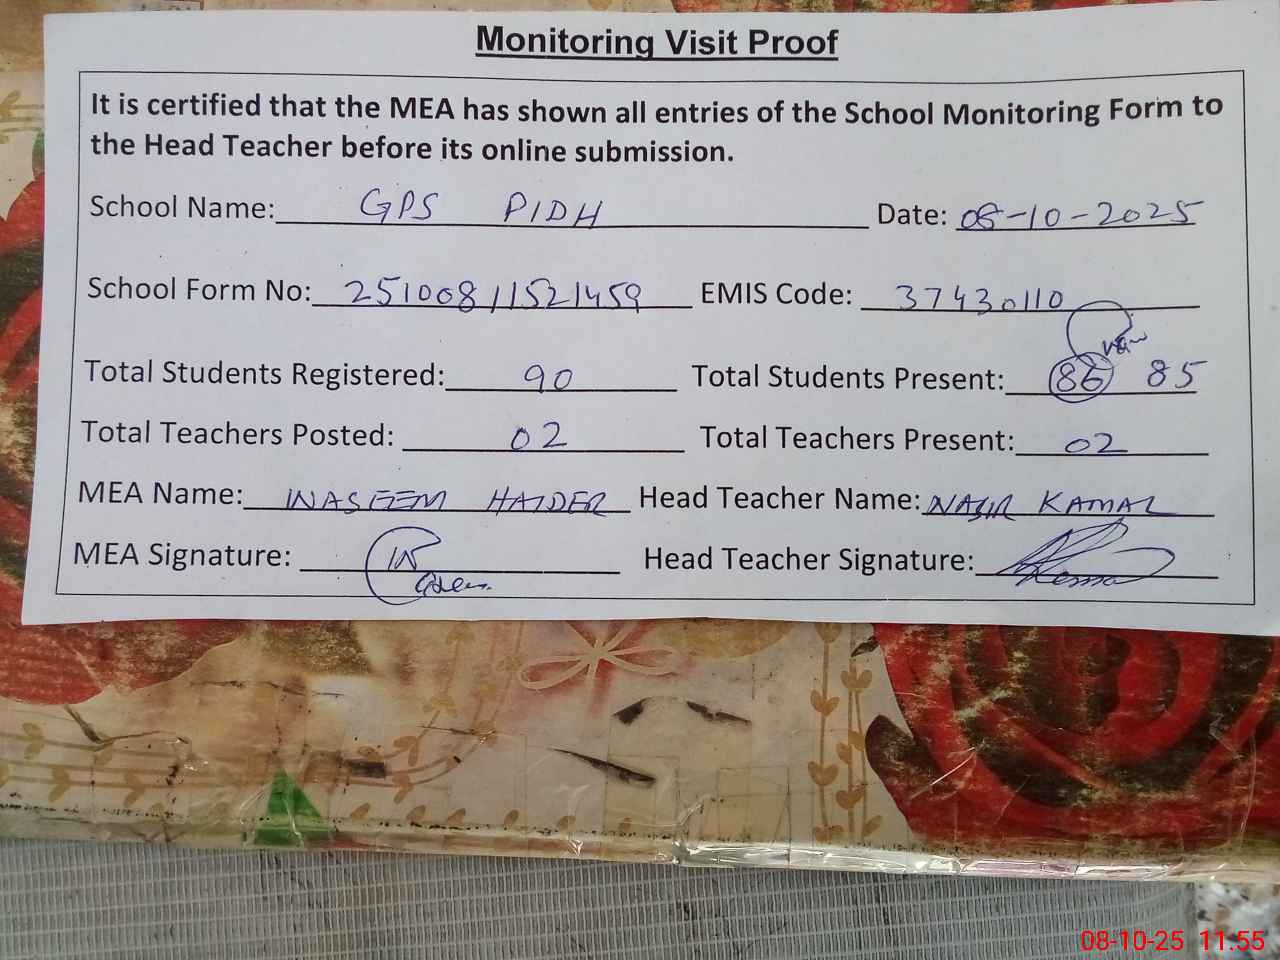 Monitoring Visit Proof
It is certified that the MEA has shown all entries of the School Monitoring Form to
the Head Teacher before its online submission.
School Name: GPS PIDH Date: 08-10-2025
School Form No: 25100811521459 EMIS Code: 37430110
Total Students Registered: 90 Total Students Present: 86 85
Total Teachers Posted: 02 Total Teachers Present: 02
MEA Name: WASEEM HAIDER Head Teacher Name: NASIR KAMAL
MEA Signature: Head Teacher Signature:
08-10-25 11.55